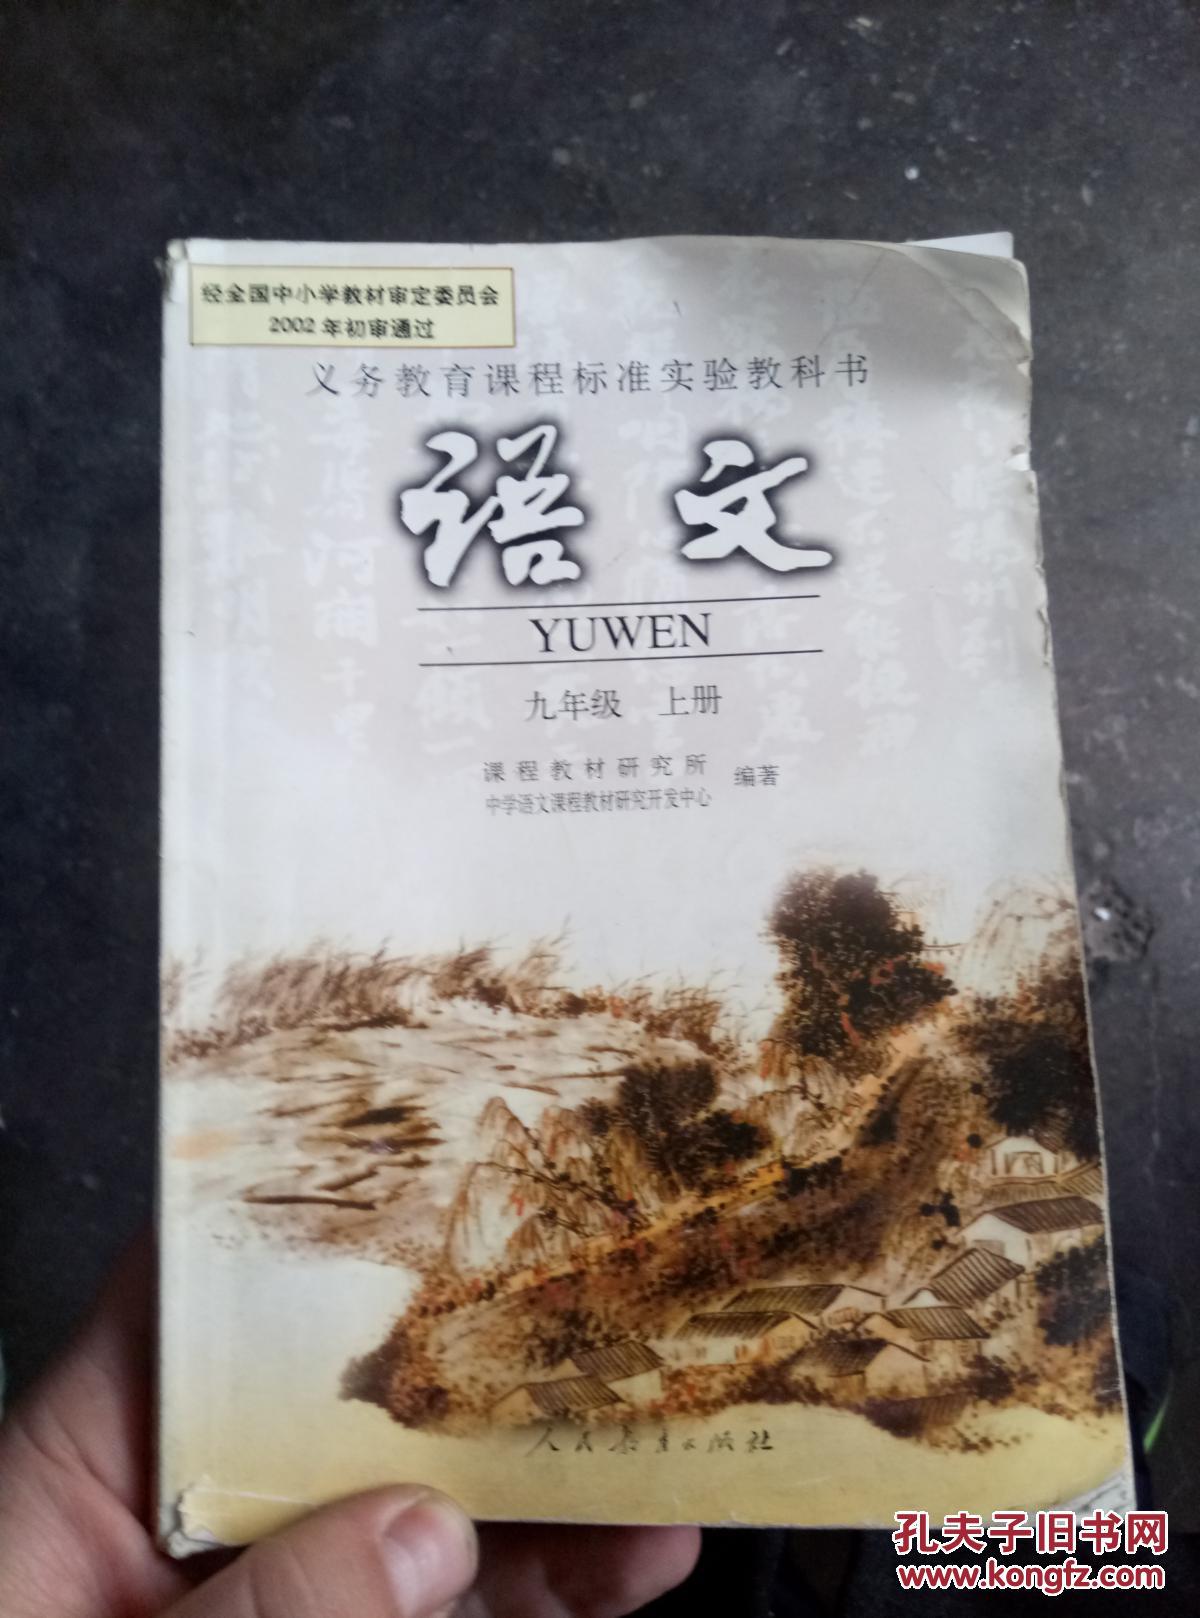 经全国中小学教材审定委员会
2002年初审通过
义务教育课程标准实验教科书
语文
YUWEN
九年级 上册
课程教材研究所
中学语文课程教材研究开发中心
编著
人民教育出版社
孔夫子旧书网
www.kongfz.com